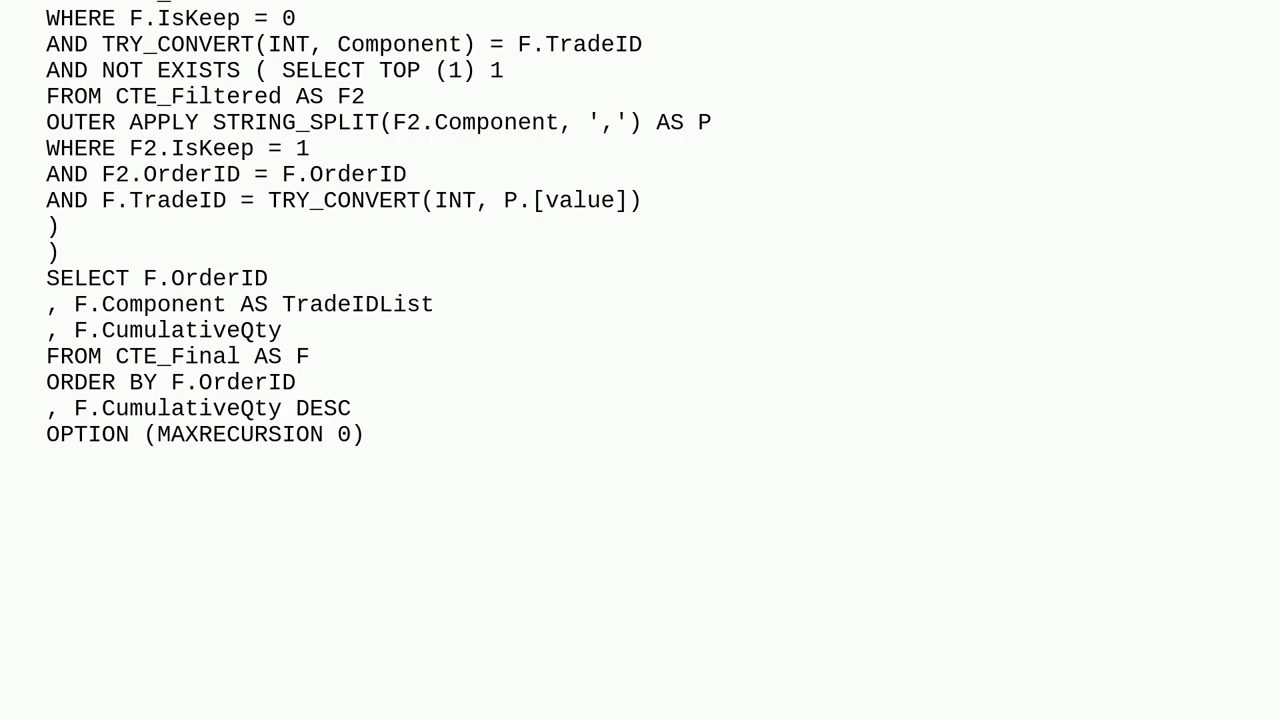 WHERE F.IsKeep = 0
AND TRY_CONVERT(INT, Component) = F.TradeID
AND NOT EXISTS ( SELECT TOP (1) 1
FROM CTE_Filtered AS F2
OUTER APPLY STRING_SPLIT(F2.Component, ',') AS P
WHERE F2.IsKeep = 1
AND F2.OrderID = F.OrderID
AND F.TradeID = TRY_CONVERT(INT, P.[value])
)
)
SELECT F.OrderID
, F.Component AS TradeIDList
, F.CumulativeQty
FROM CTE_Final AS F
ORDER BY F.OrderID
, F.CumulativeQty DESC
OPTION (MAXRECURSION 0)